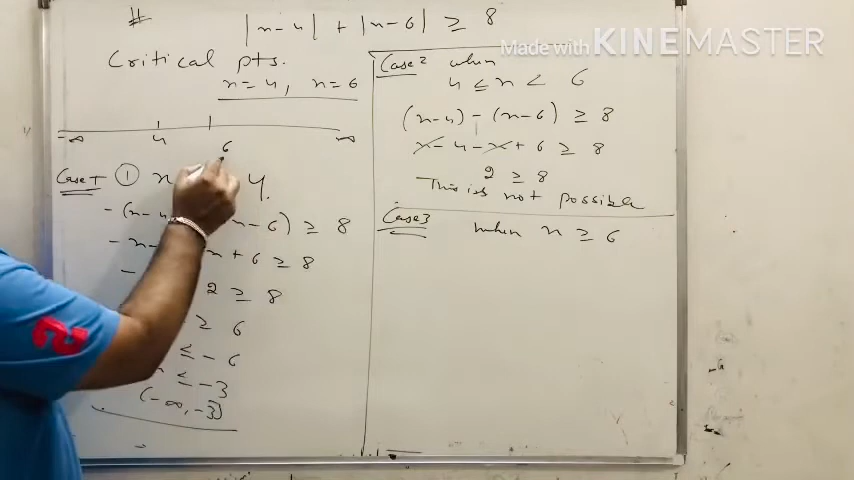 # |x-4| + |x-6| ≥ 8
Critical pts.
x=4, x=6
-∞ 4 6 ∞
Case I ① x 4.
-(x-4 x-6) ≥ 8
-x x + 6 ≥ 8
- 2 ≥ 8
≥ 6
≤ -6
x ≤ -3
(-∞, -3]
Case 2 when
4 ≤ x < 6
(x-4) - (x-6) ≥ 8
x-4-x+6 ≥ 8
2 ≥ 8
This is not possible
Case 3 when x ≥ 6
Made with KINEMASTER
2